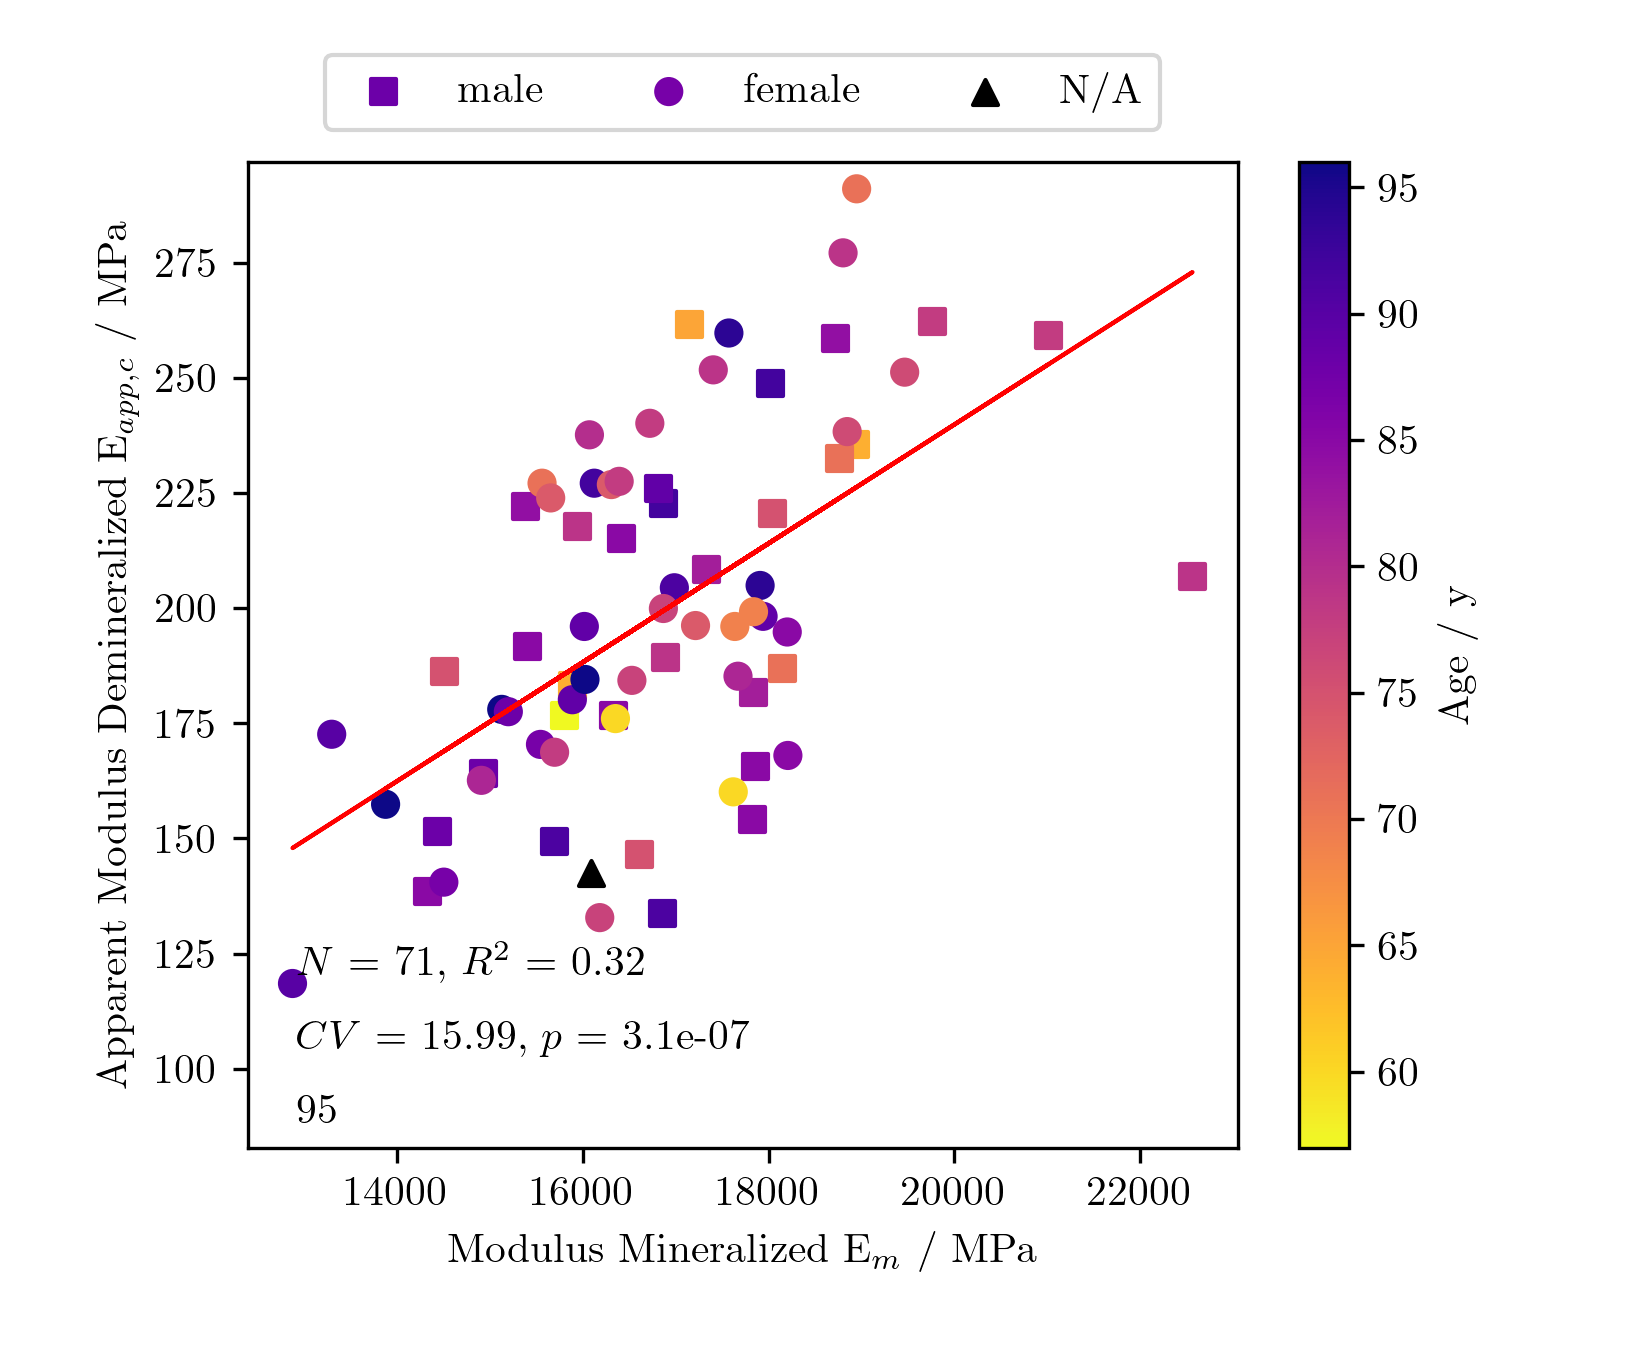 male female N/A
275
250
225
200
175
150
125
100
Apparent Modulus Demineralized E_app,c / MPa
N = 71, R² = 0.32
CV = 15.99, p = 3.1e-07
95
14000 16000 18000 20000 22000
Modulus Mineralized E_m / MPa
95
90
85
80
75
70
65
60
Age / y